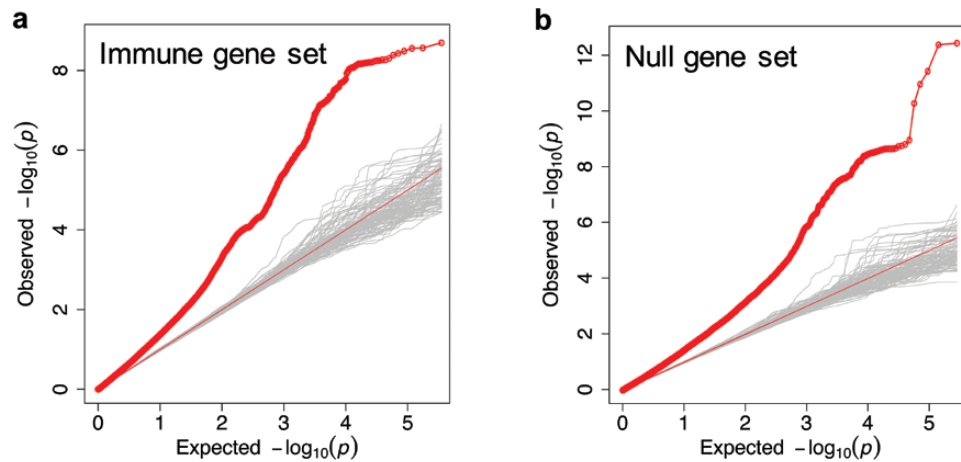 a
Immune gene set
8
6
4
2
0
Observed −log10(p)
0 1 2 3 4 5
Expected −log10(p)
b
Null gene set
12
10
8
6
4
2
0
Observed −log10(p)
0 1 2 3 4 5
Expected −log10(p)